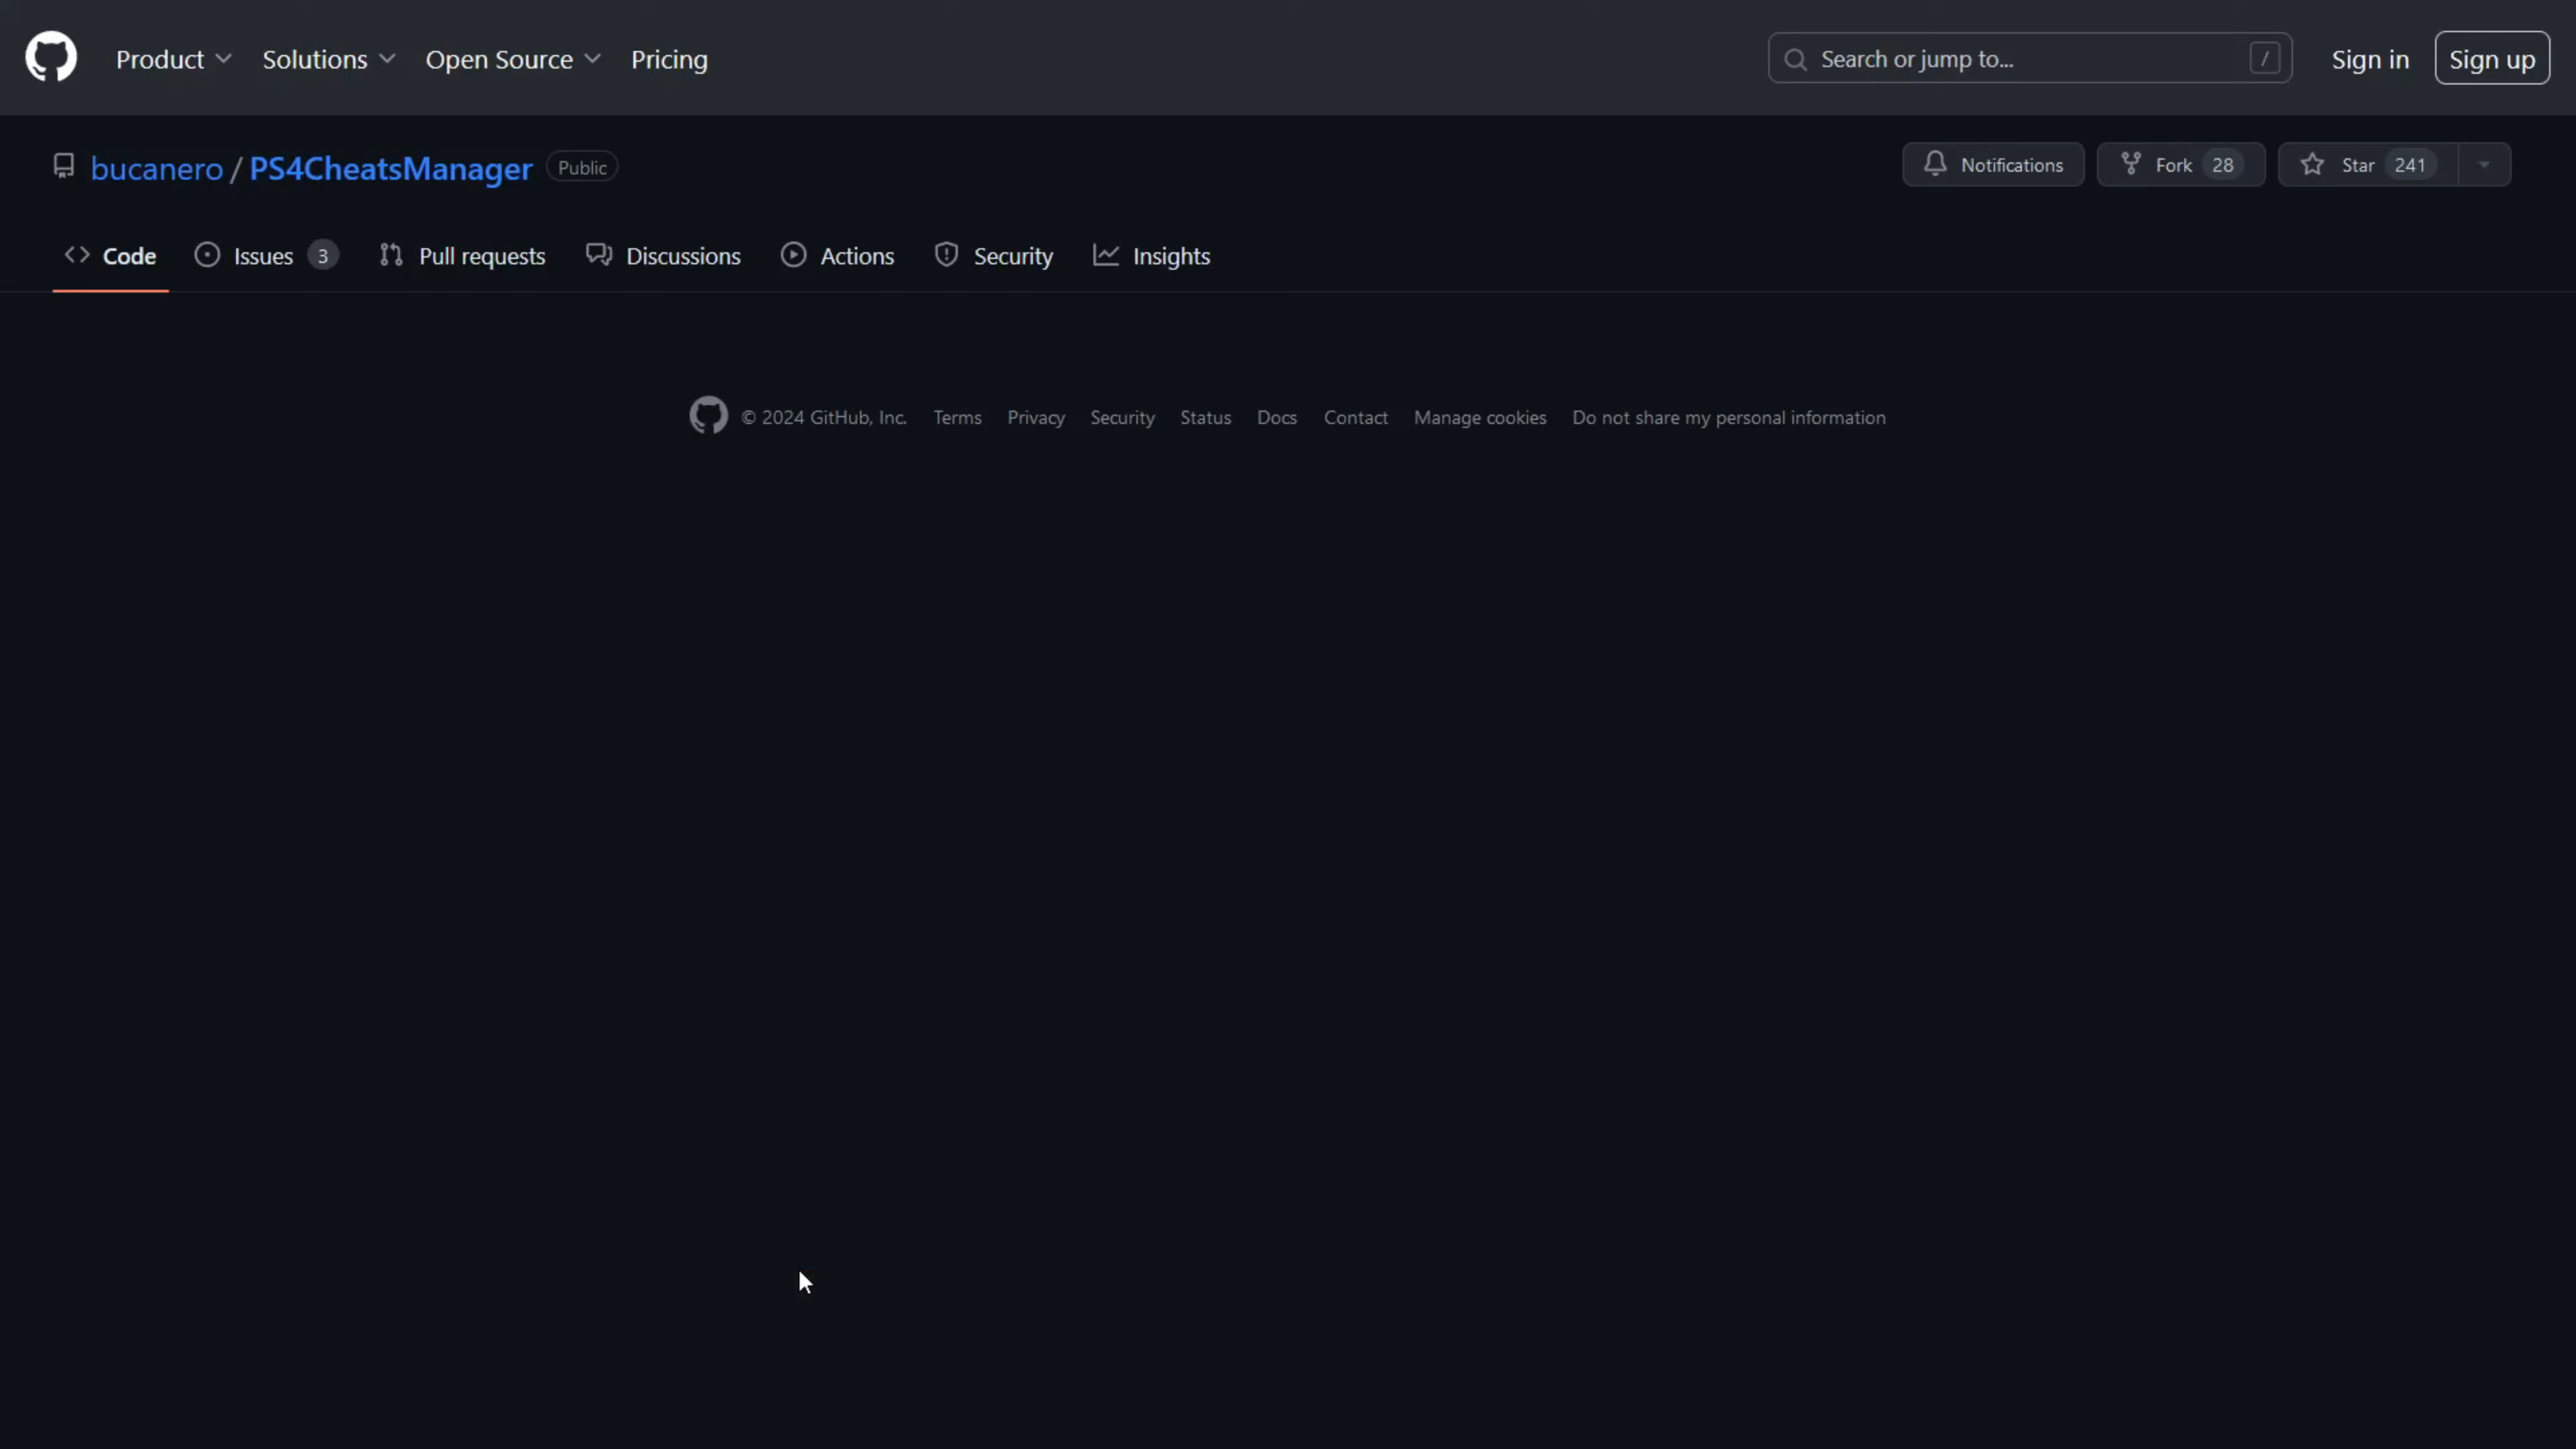 Product Solutions Open Source Pricing Search or jump to... / Sign in Sign up
bucanero / PS4CheatsManager Public Notifications Fork 28 Star 241
Code Issues 3 Pull requests Discussions Actions Security Insights
© 2024 GitHub, Inc. Terms Privacy Security Status Docs Contact Manage cookies Do not share my personal information